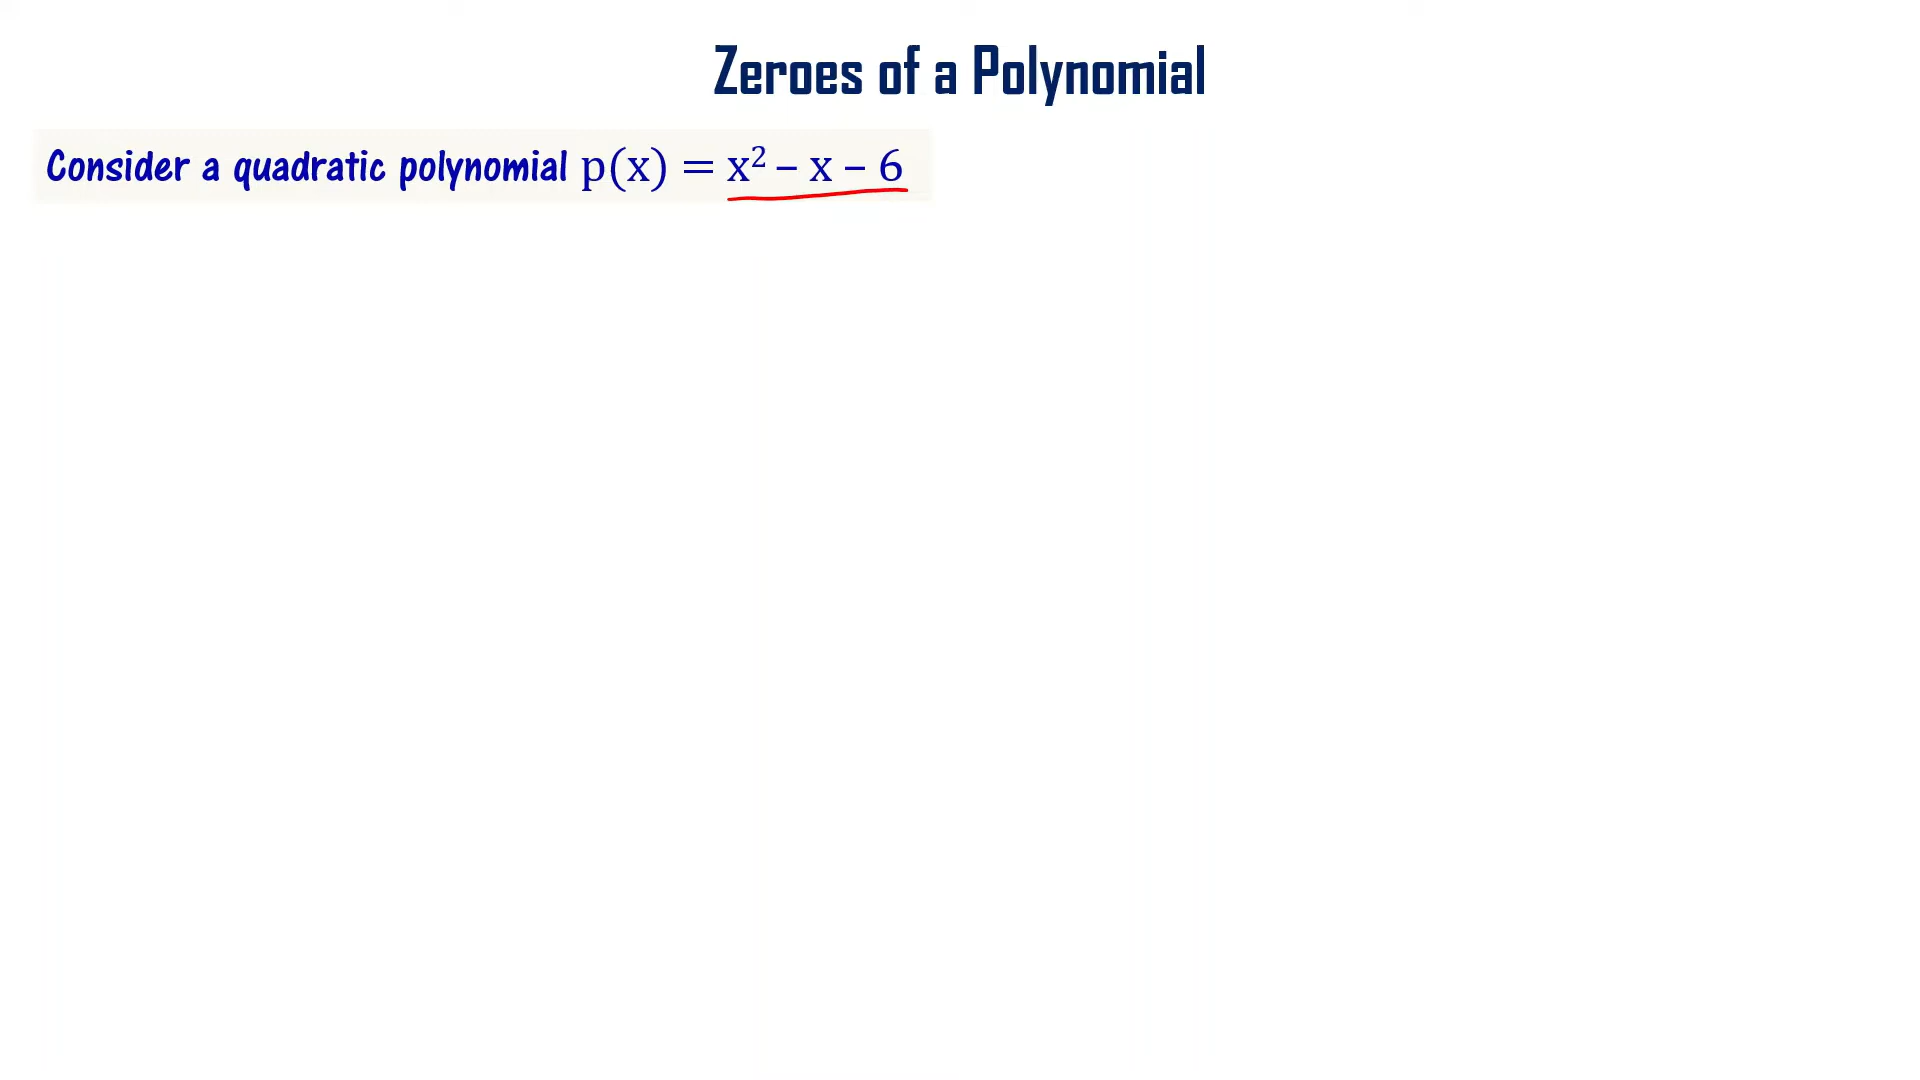 Zeroes of a Polynomial
Consider a quadratic polynomial p(x) = x² – x – 6